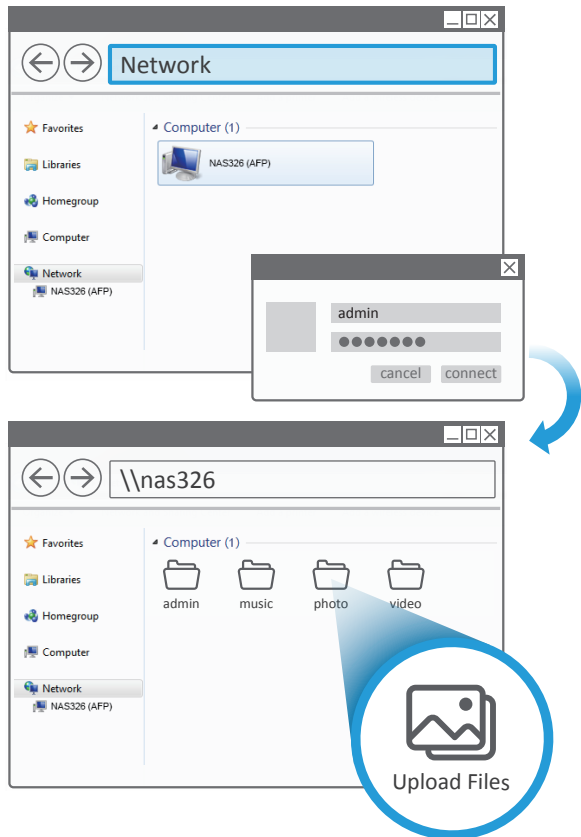 Network
Favorites
Computer (1)
NAS326 (AFP)
Libraries
Homegroup
Computer
Network
NAS326 (AFP)
admin
cancel connect
\\nas326
Favorites
Computer (1)
Libraries
admin music photo video
Homegroup
Computer
Network
NAS326 (AFP)
Upload Files